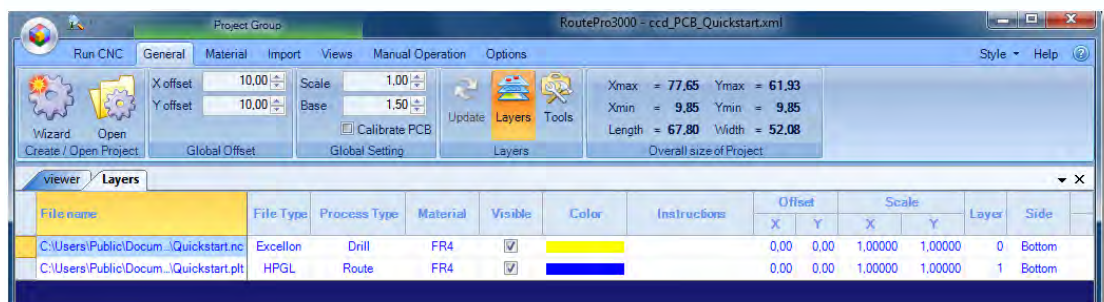 Project Group RoutePro3000 - ccd_PCB_Quickstart.xml
Run CNC General Material Import Views Manual Operation Options Style Help
X offset 10,00 Scale 1,00 Xmax = 77,65 Ymax = 61,93
Y offset 10,00 Base 1,50 Update Layers Tools Xmin = 9,85 Ymin = 9,85
Wizard Open Calibrate PCB Length = 67,80 Width = 52,08
Create / Open Project Global Offset Global Setting Layers Overall size of Project
viewer Layers
File name File Type Process Type Material Visible Color Instructions Offset Scale Layer Side
X Y X Y
C:\Users\Public\Docum...\Quickstart.nc Excellon Drill FR4 0,00 0,00 1,00000 1,00000 0 Bottom
C:\Users\Public\Docum...\Quickstart.plt HPGL Route FR4 0,00 0,00 1,00000 1,00000 1 Bottom